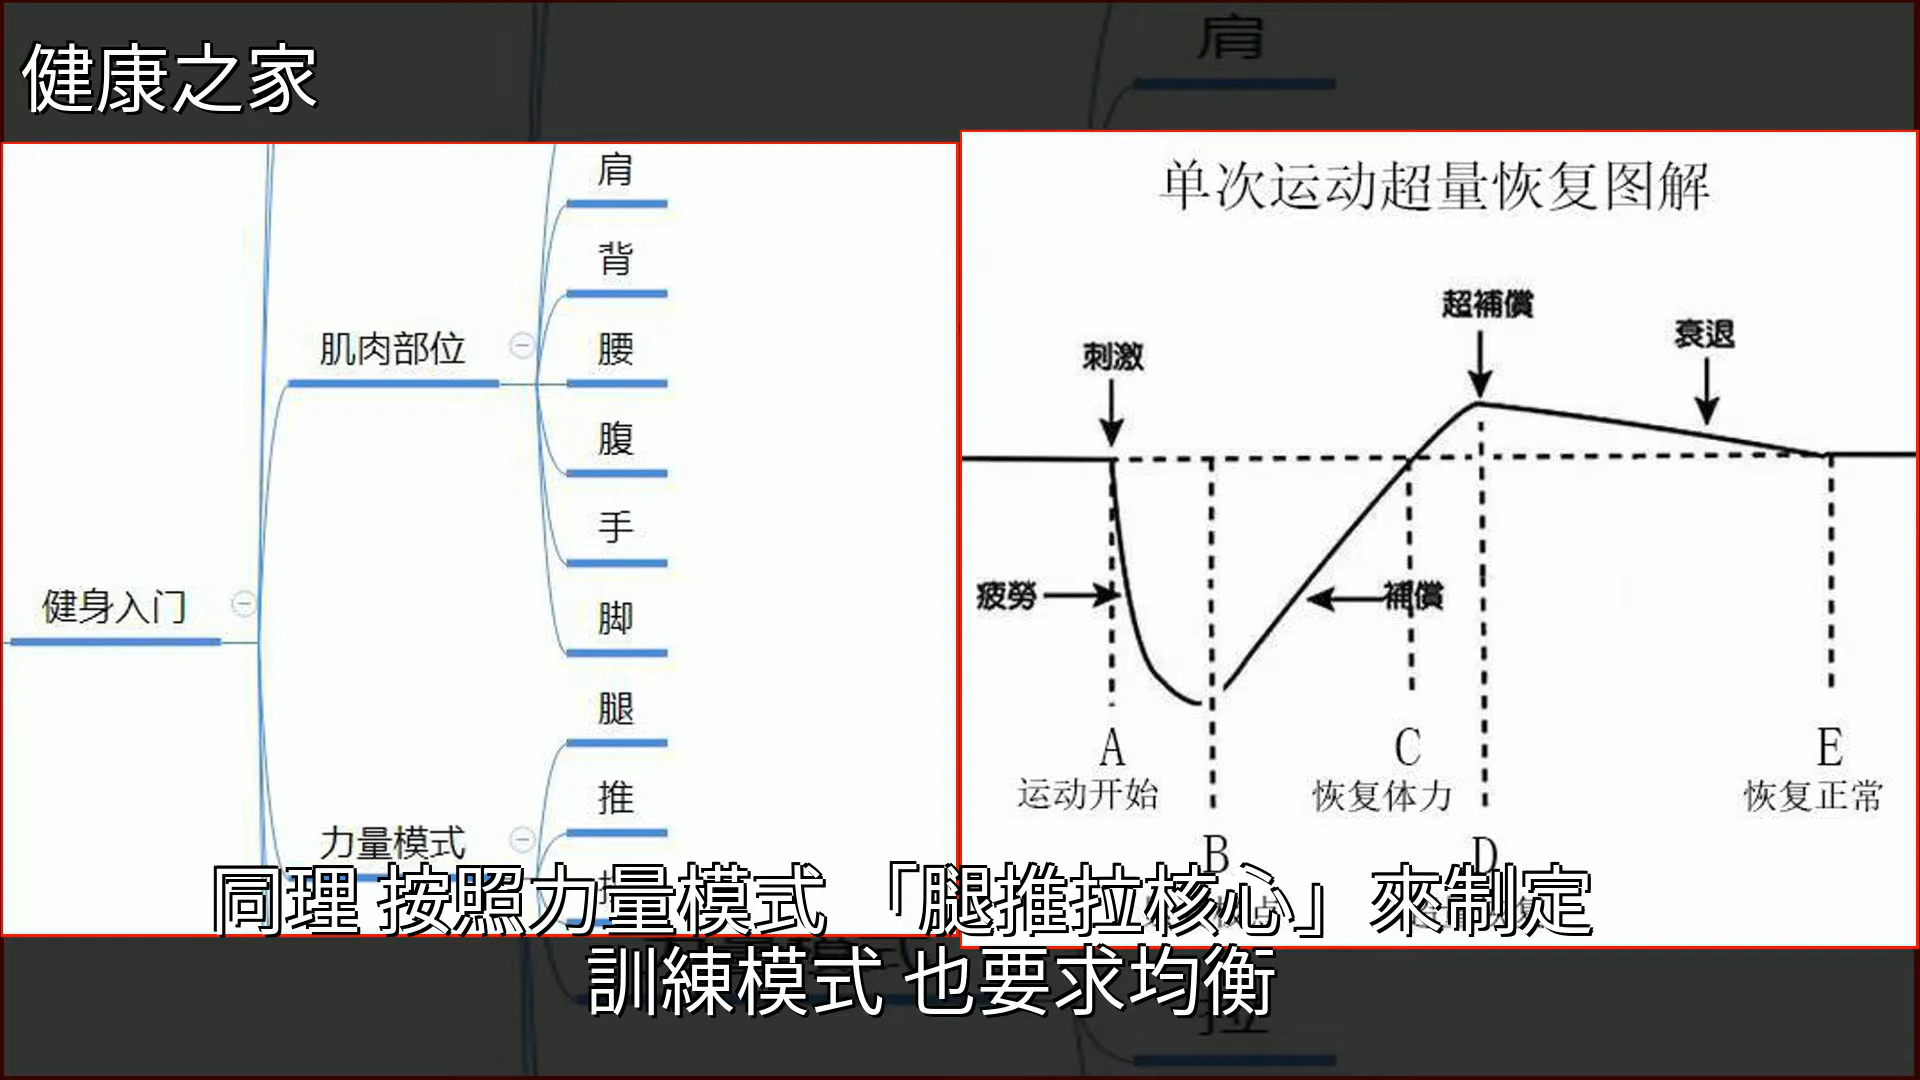 健康之家
肩
肩
背
肌肉部位
腰
腹
手
健身入门
脚
腿
推
力量模式
单次运动超量恢复图解
超補償
衰退
刺激
疲勞
補償
A
C
E
运动开始
恢复体力
恢复正常
B
D
同理 按照力量模式 「腿推拉核心」來制定
訓練模式 也要求均衡
拉